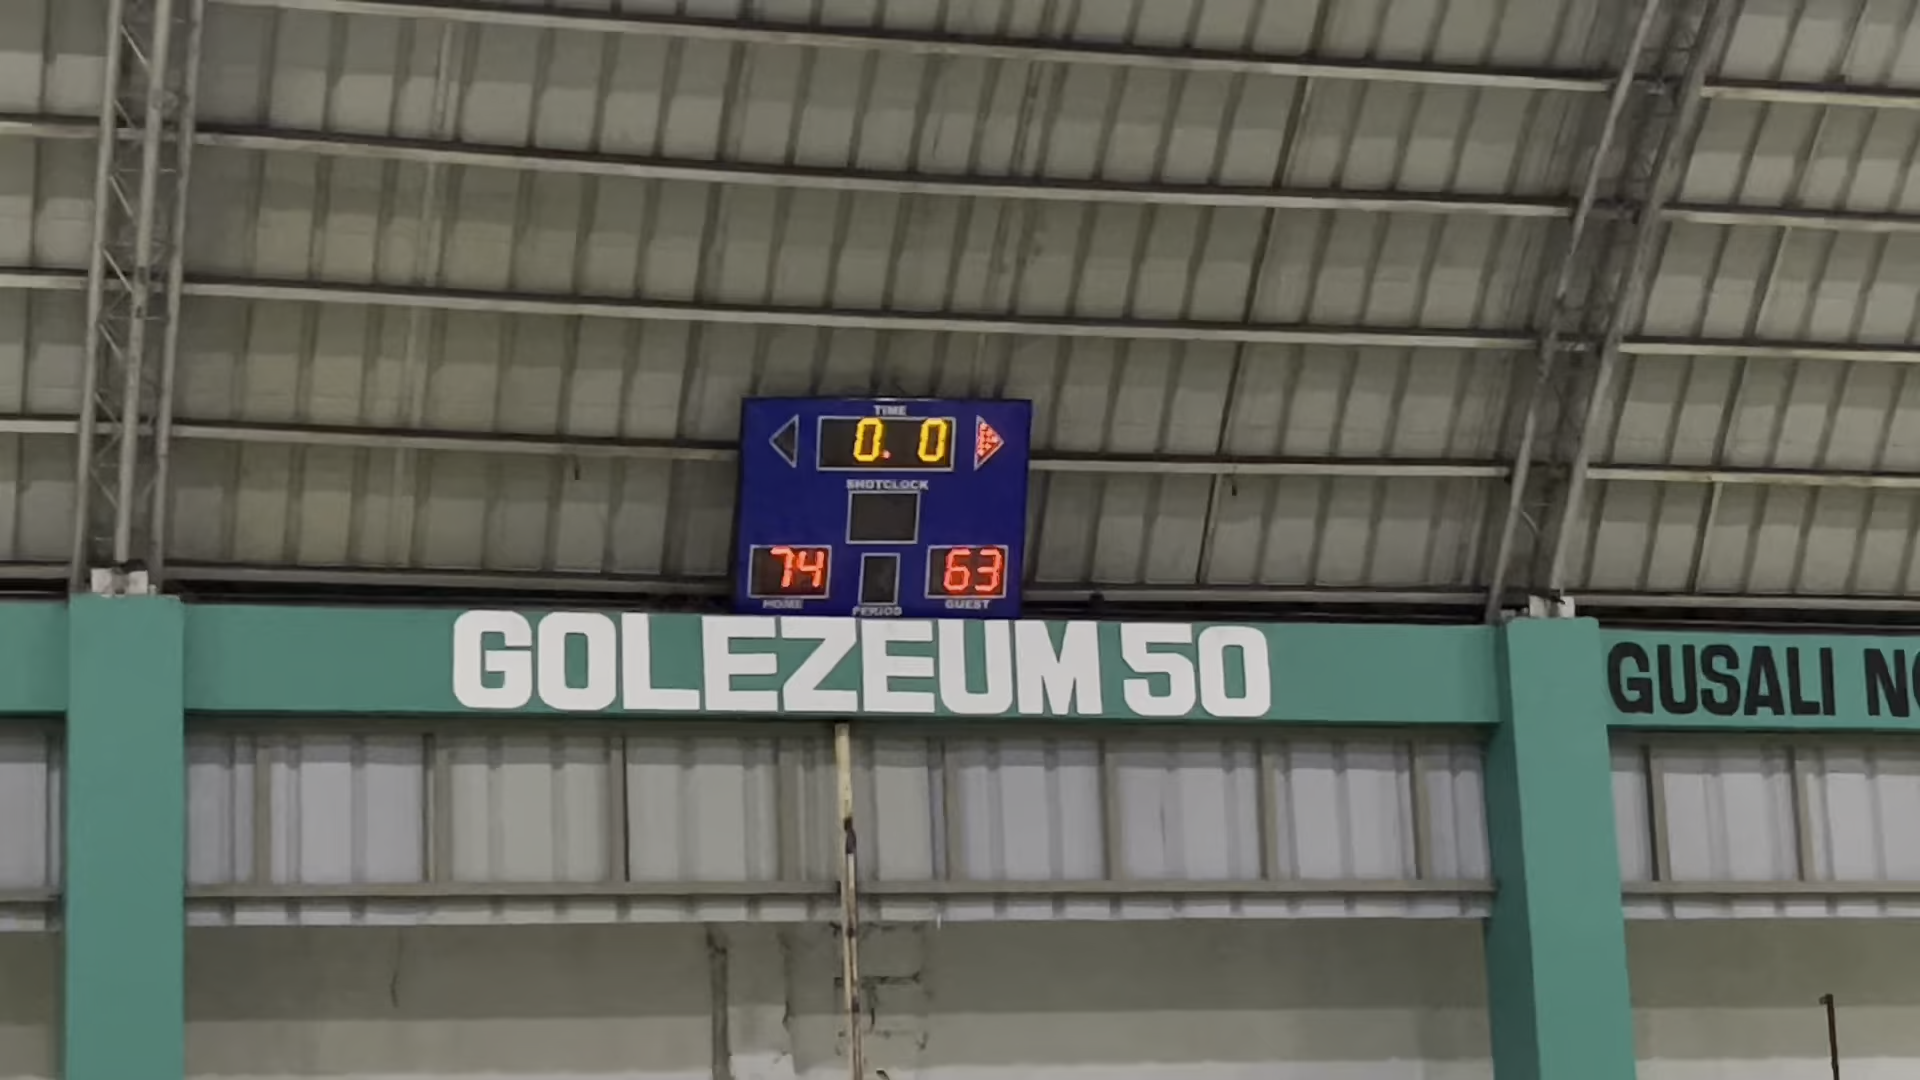 TIME
0.0
SHOTCLOCK
74 63
HOME PERIOD GUEST
GOLEZEUM 50
GUSALI